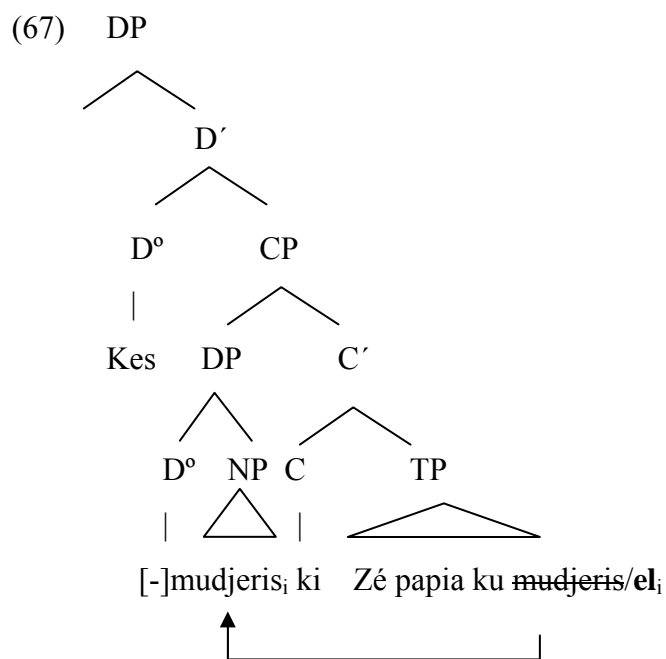 (67) DP
D´
Dº CP
|
Kes DP C´
Dº NP C TP
| |
[-]mudjerisᵢ ki Zé papia ku ~~mudjeris~~/elᵢ